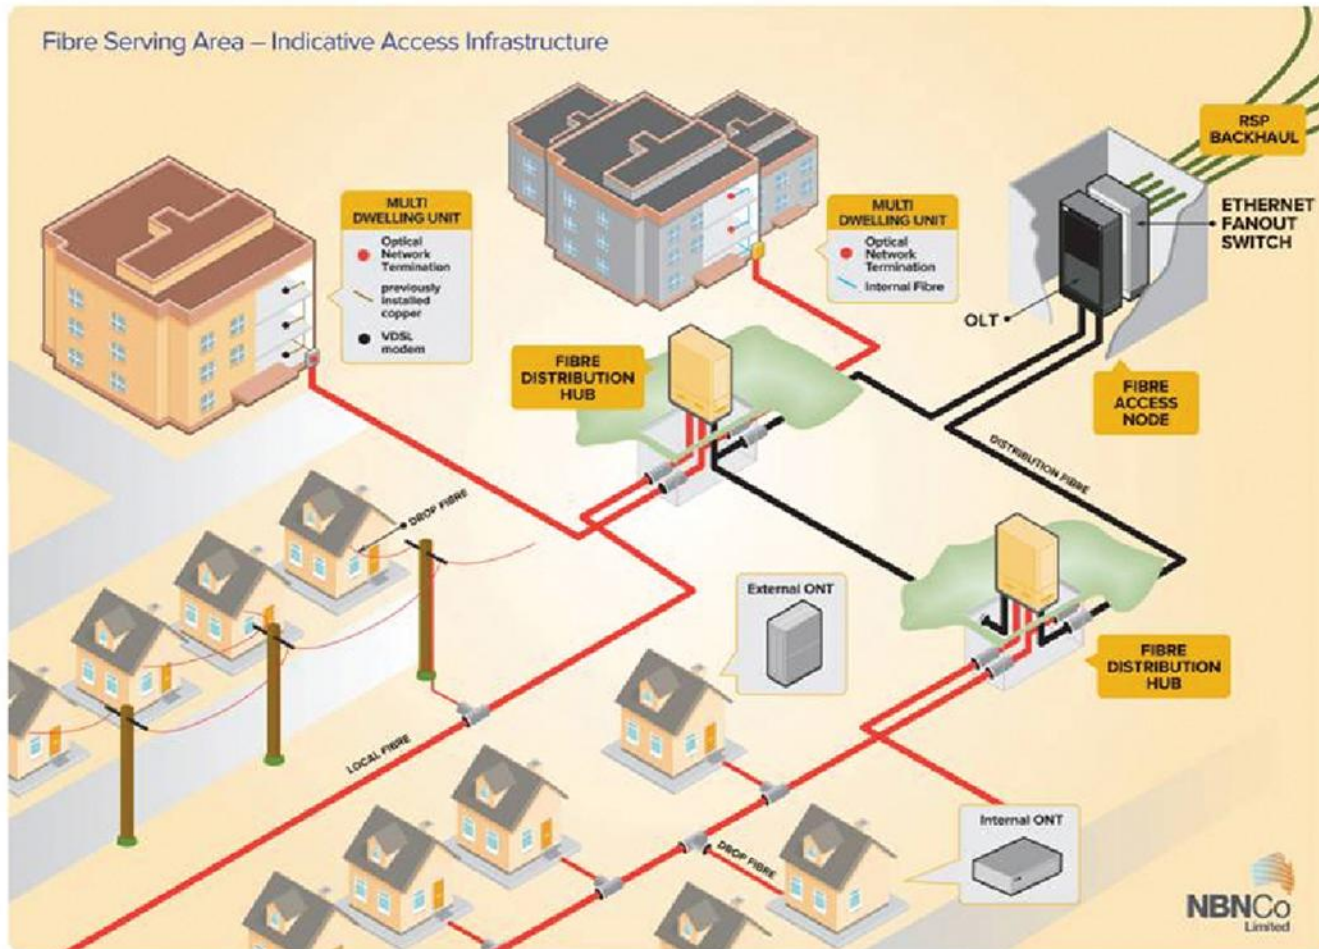 Fibre Serving Area – Indicative Access Infrastructure
RSP
BACKHAUL
ETHERNET
FANOUT
SWITCH
MULTI
DWELLING UNIT
Optical
Network
Termination
previously
installed
copper
VDSL
modem
MULTI
DWELLING UNIT
Optical
Network
Termination
Internal Fibre
OLT
FIBRE
DISTRIBUTION
HUB
FIBRE
ACCESS
NODE
DISTRIBUTION FIBRE
DROP FIBRE
External ONT
FIBRE
DISTRIBUTION
HUB
LOCAL FIBRE
Internal ONT
DROP FIBRE
NBNCo
Limited